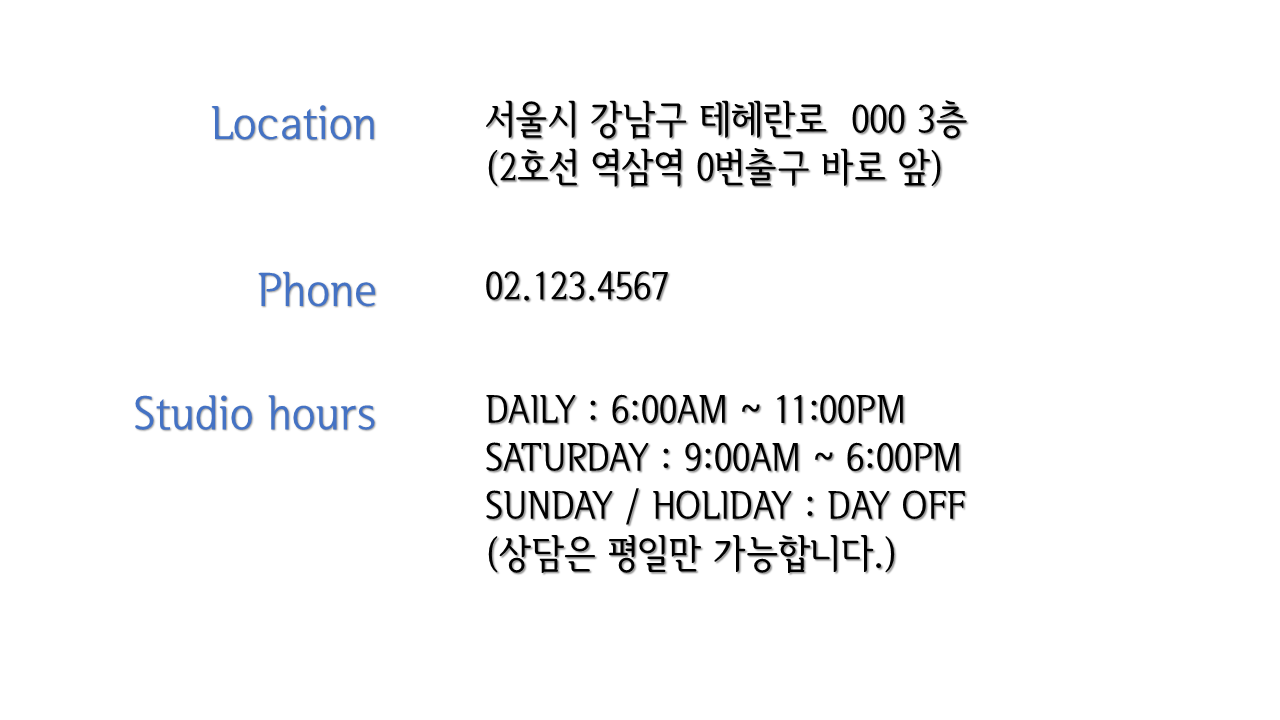 Location
서울시 강남구 테헤란로  000 3층
(2호선 역삼역 0번출구 바로 앞)
Phone
02.123.4567
Studio hours
DAILY : 6:00AM ~ 11:00PM
SATURDAY : 9:00AM ~ 6:00PM
SUNDAY / HOLIDAY : DAY OFF
(상담은 평일만 가능합니다.)